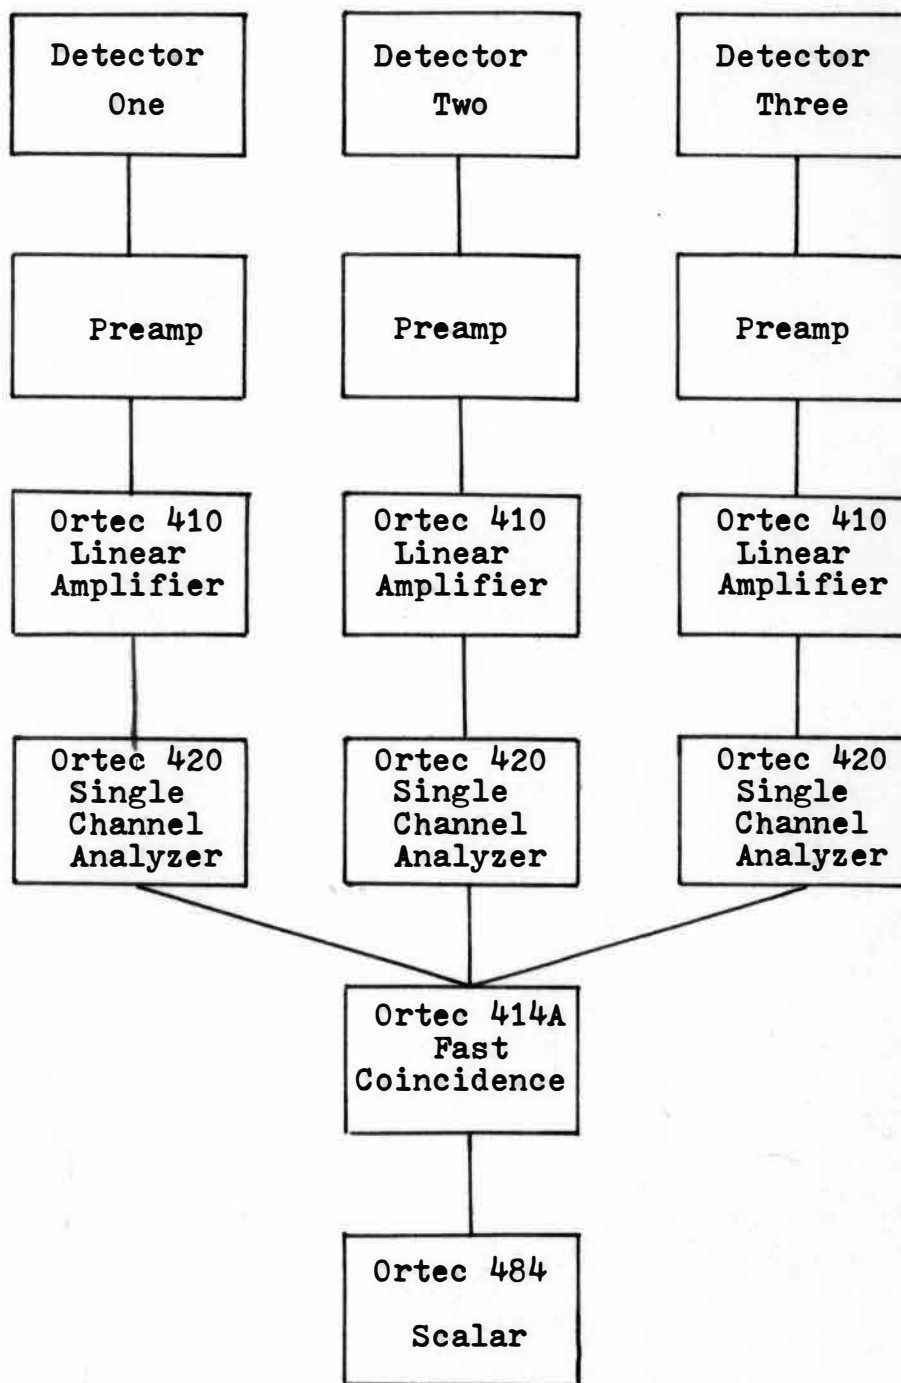 Detector
One
Detector
Two
Detector
Three
Preamp
Preamp
Preamp
Ortec 410
Linear
Amplifier
Ortec 410
Linear
Amplifier
Ortec 410
Linear
Amplifier
Ortec 420
Single
Channel
Analyzer
Ortec 420
Single
Channel
Analyzer
Ortec 420
Single
Channel
Analyzer
Ortec 414A
Fast
Coincidence
Ortec 484
Scalar